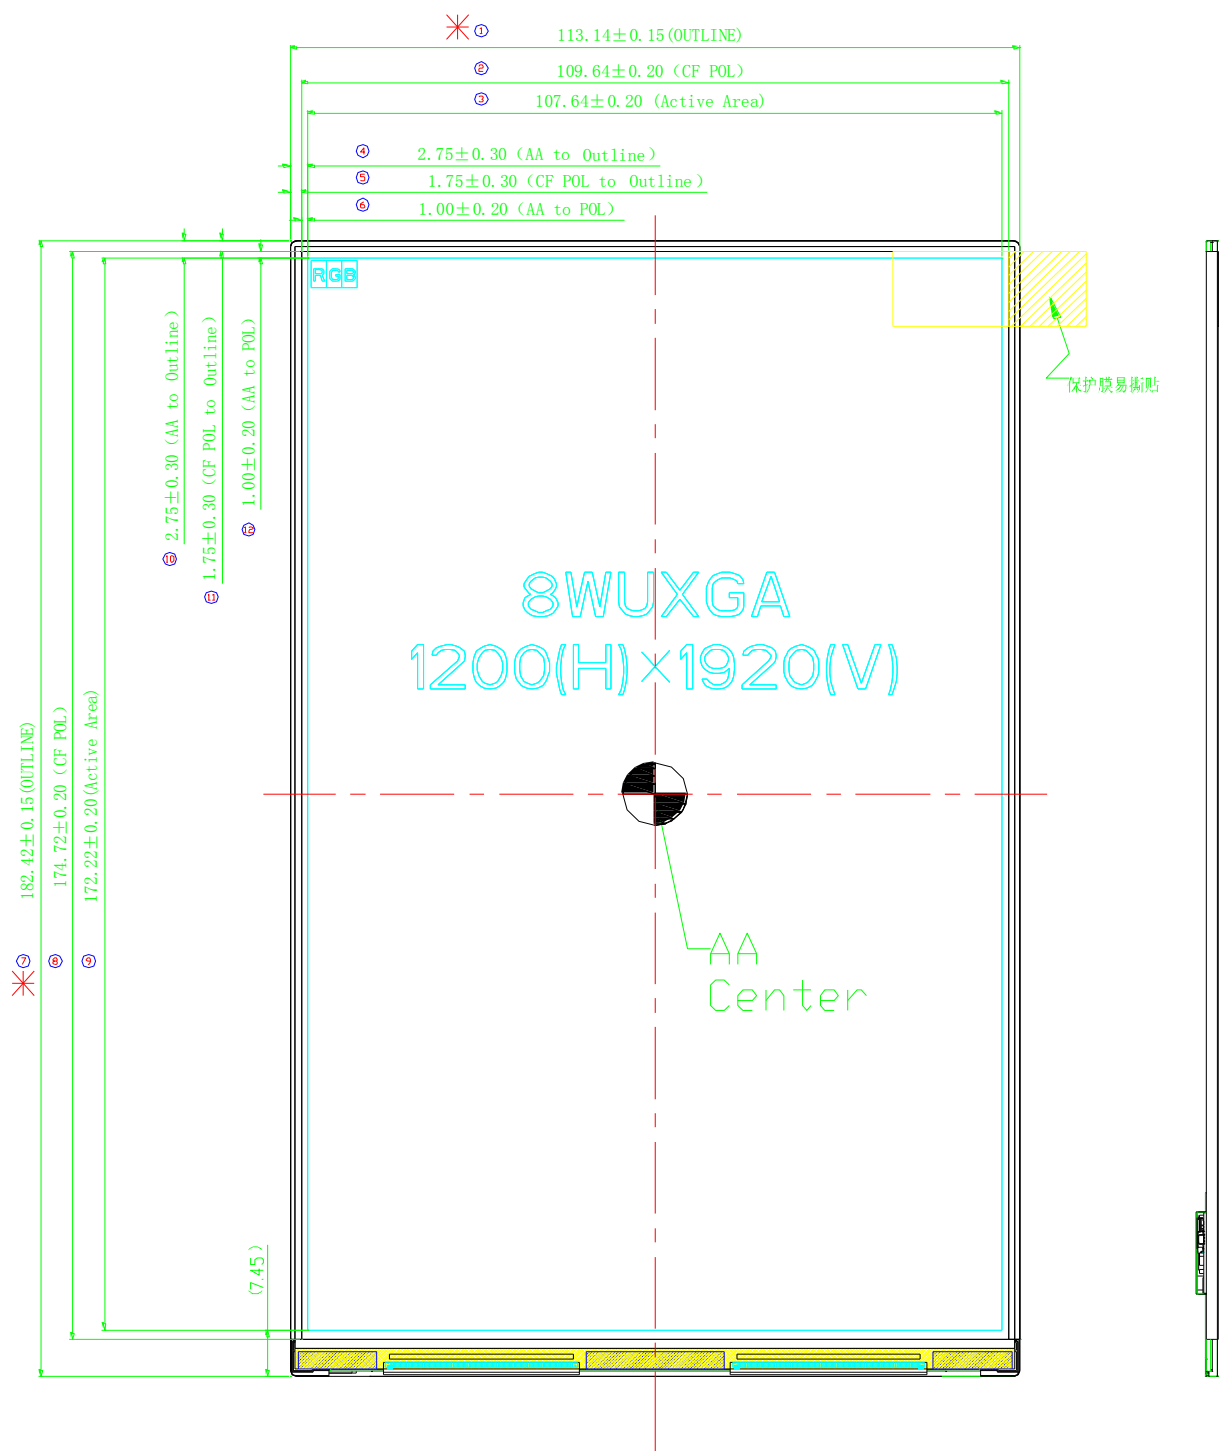 ① 113.14±0.15(OUTLINE)
② 109.64±0.20 (CF POL)
③ 107.64±0.20 (Active Area)
④ 2.75±0.30 (AA to Outline)
⑤ 1.75±0.30 (CF POL to Outline)
⑥ 1.00±0.20 (AA to POL)
RGB
保护膜易撕贴
2.75±0.30 (AA to Outline)
⑩
1.75±0.30 (CF POL to Outline)
⑪
1.00±0.20 (AA to POL)
⑫
8WUXGA
1200(H)×1920(V)
182.42±0.15(OUTLINE)
⑦
174.72±0.20 (CF POL)
⑧
172.22±0.20(Active Area)
⑨
AA
Center
(7.45)